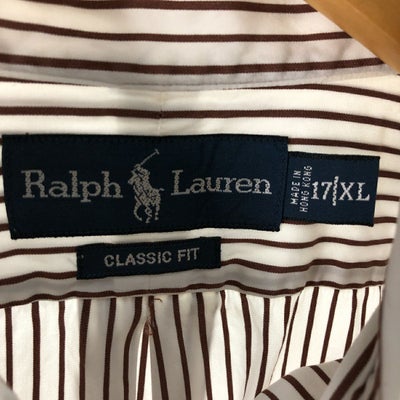 Ralph Lauren
MADE IN
HONG KONG
17/XL
CLASSIC FIT